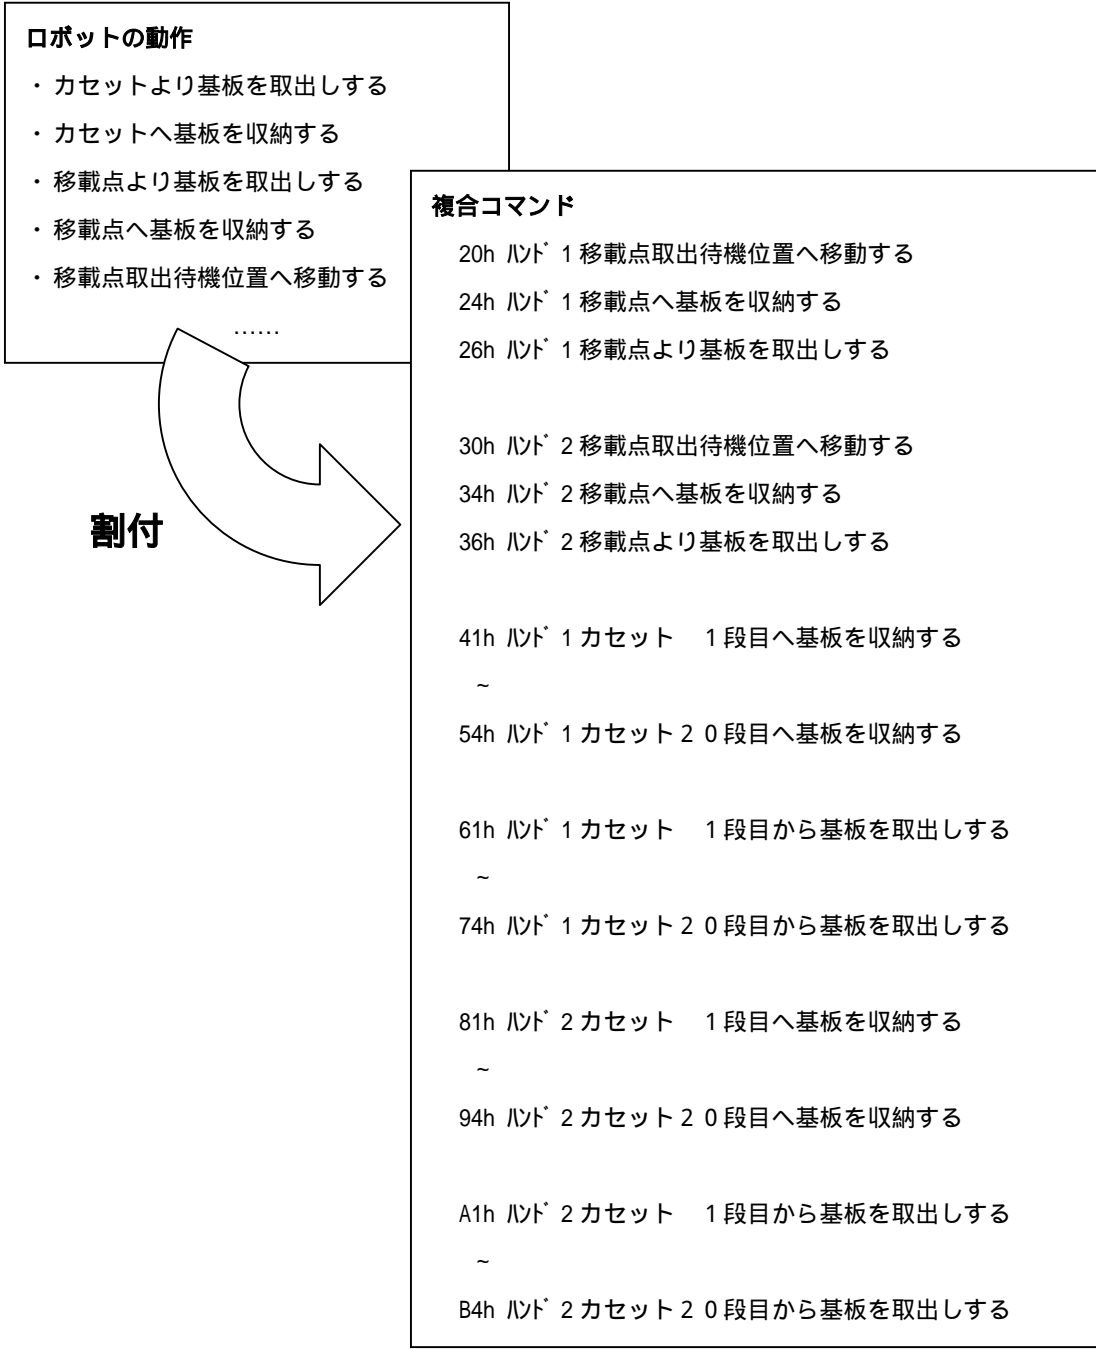 ロボットの動作
・カセットより基板を取出しする
・カセットへ基板を収納する
・移載点より基板を取出しする
・移載点へ基板を収納する
・移載点取出待機位置へ移動する
……
割付
複合コマンド
20h ﾊﾝﾄﾞ1移載点取出待機位置へ移動する
24h ﾊﾝﾄﾞ1移載点へ基板を収納する
26h ﾊﾝﾄﾞ1移載点より基板を取出しする
30h ﾊﾝﾄﾞ2移載点取出待機位置へ移動する
34h ﾊﾝﾄﾞ2移載点へ基板を収納する
36h ﾊﾝﾄﾞ2移載点より基板を取出しする
41h ﾊﾝﾄﾞ1カセット　1段目へ基板を収納する
~
54h ﾊﾝﾄﾞ1カセット２０段目へ基板を収納する
61h ﾊﾝﾄﾞ1カセット　1段目から基板を取出しする
~
74h ﾊﾝﾄﾞ1カセット２０段目から基板を取出しする
81h ﾊﾝﾄﾞ2カセット　1段目へ基板を収納する
~
94h ﾊﾝﾄﾞ2カセット２０段目へ基板を収納する
A1h ﾊﾝﾄﾞ2カセット　1段目から基板を取出しする
~
B4h ﾊﾝﾄﾞ2カセット２０段目から基板を取出しする